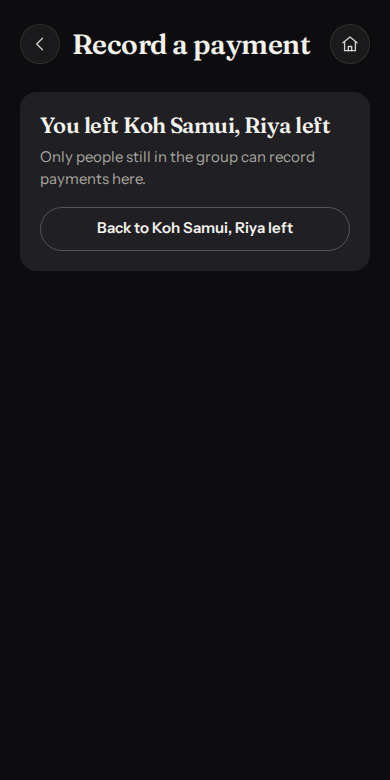 Record a payment
You left Koh Samui, Riya left
Only people still in the group can record
payments here.
Back to Koh Samui, Riya left